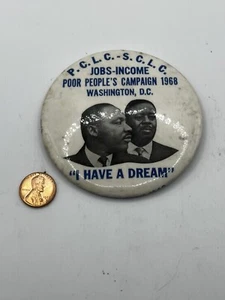 P.C.L.C.-S.C.L.C.
JOBS-INCOME
POOR PEOPLE'S CAMPAIGN 1968
WASHINGTON, D.C.
"I HAVE A DREAM"